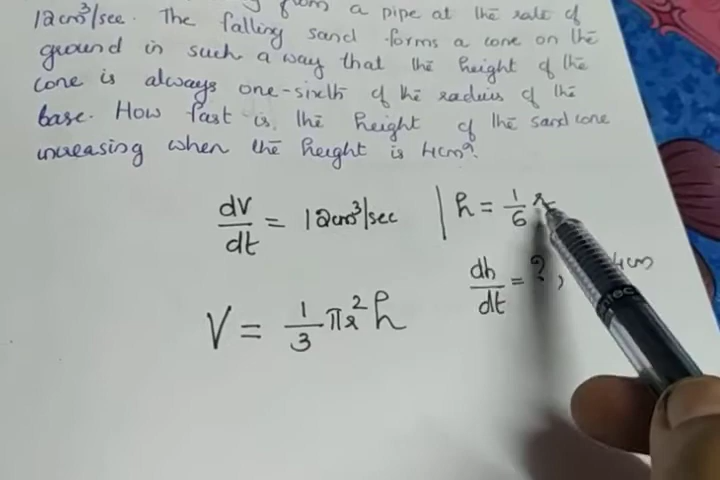 from a pipe at the rate of
12cm³/sec. The falling sand forms a cone on the
ground in such a way that the height of the
cone is always one-sixth of the radius of the
base. How fast is the height of the sand cone
increasing when the height is 4cm?
dV/dt = 12cm³/sec | h = 1/6 r
dh/dt = ?, 4cm
V = 1/3 πr²h